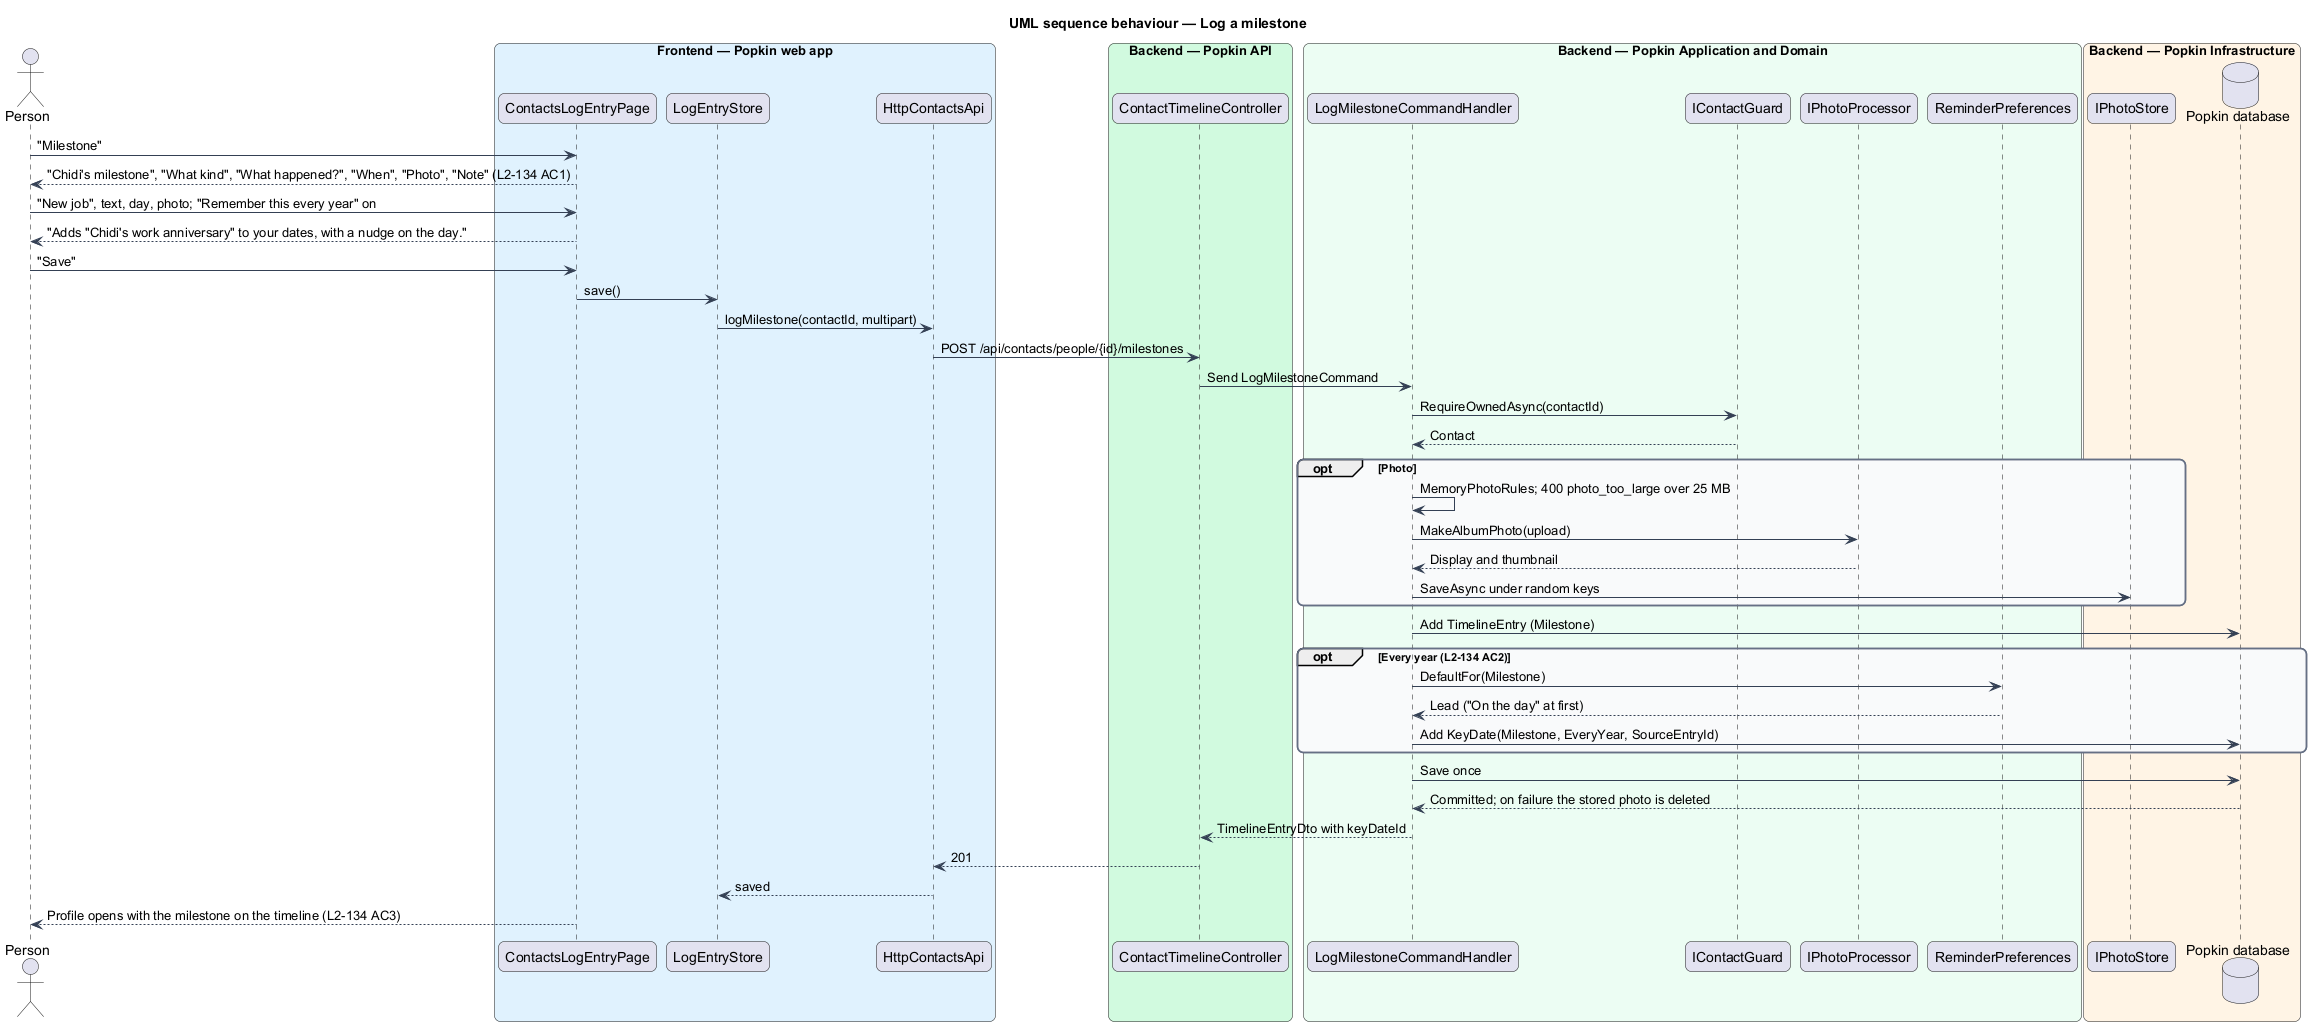 UML sequence behaviour — Log a milestone
Frontend — Popkin web app
Backend — Popkin API
Backend — Popkin Application and Domain
Backend — Popkin Infrastructure
Person
ContactsLogEntryPage
LogEntryStore
HttpContactsApi
ContactTimelineController
LogMilestoneCommandHandler
IContactGuard
IPhotoProcessor
ReminderPreferences
IPhotoStore
Popkin database
"Milestone"
"Chidi's milestone", "What kind", "What happened?", "When", "Photo", "Note" (L2-134 AC1)
"New job", text, day, photo; "Remember this every year" on
"Adds "Chidi's work anniversary" to your dates, with a nudge on the day."
"Save"
save()
logMilestone(contactId, multipart)
POST /api/contacts/people/{id}/milestones
Send LogMilestoneCommand
RequireOwnedAsync(contactId)
Contact
opt
[Photo]
MemoryPhotoRules; 400 photo_too_large over 25 MB
MakeAlbumPhoto(upload)
Display and thumbnail
SaveAsync under random keys
Add TimelineEntry (Milestone)
opt
[Every year (L2-134 AC2)]
DefaultFor(Milestone)
Lead ("On the day" at first)
Add KeyDate(Milestone, EveryYear, SourceEntryId)
Save once
Committed; on failure the stored photo is deleted
TimelineEntryDto with keyDateId
201
saved
Profile opens with the milestone on the timeline (L2-134 AC3)
Person
ContactsLogEntryPage
LogEntryStore
HttpContactsApi
ContactTimelineController
LogMilestoneCommandHandler
IContactGuard
IPhotoProcessor
ReminderPreferences
IPhotoStore
Popkin database